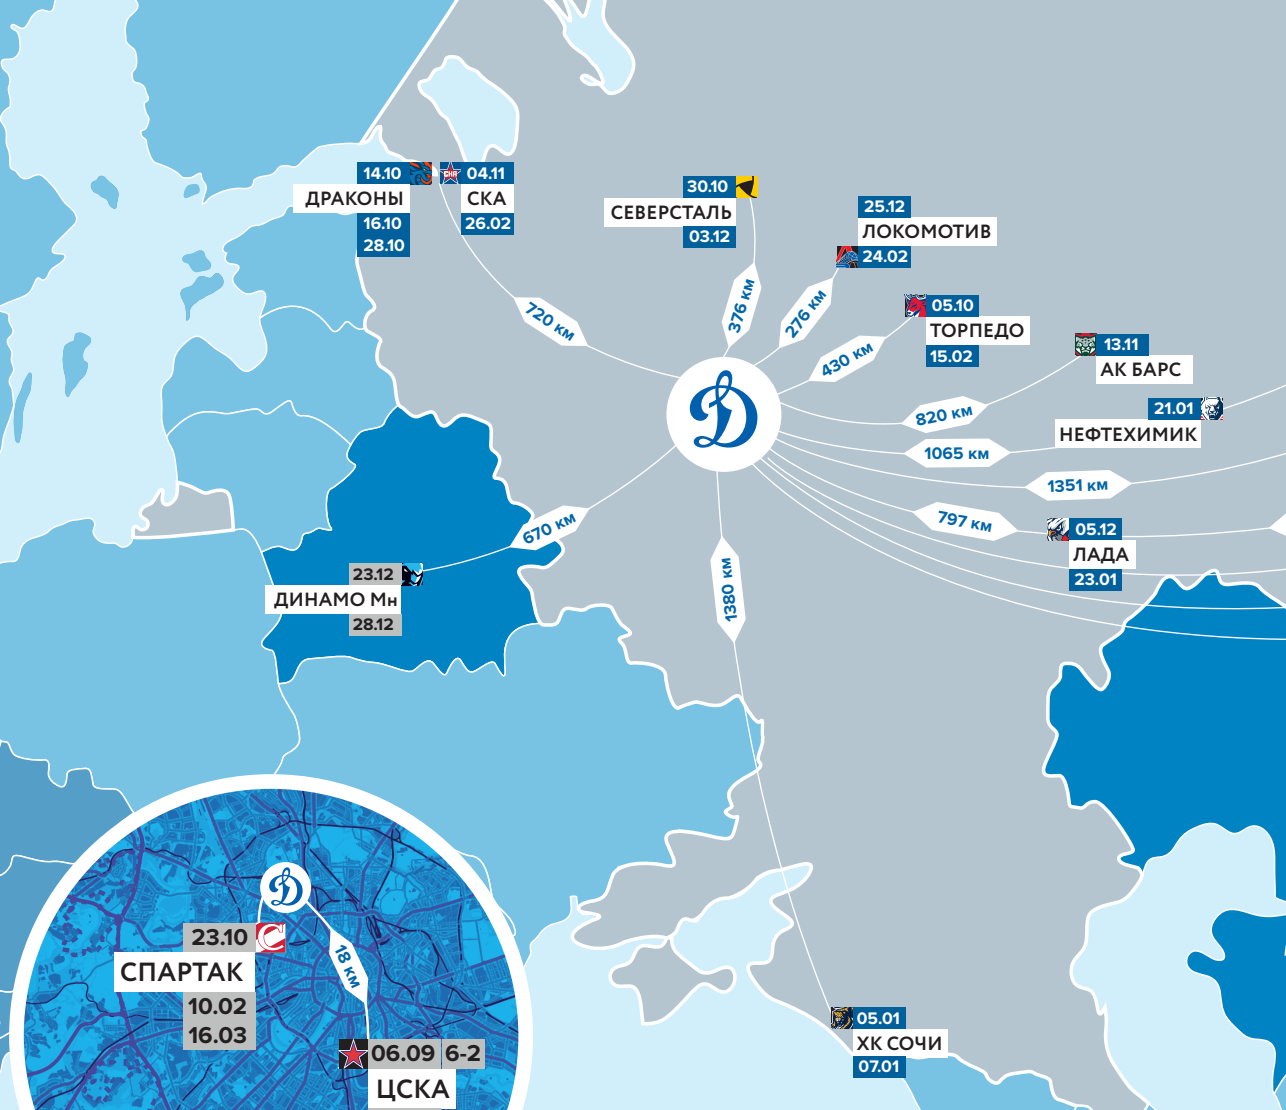 14.10
ДРАКОНЫ
16.10
28.10
04.11
СКА
26.02
30.10
СЕВЕРСТАЛЬ
03.12
25.12
ЛОКОМОТИВ
24.02
05.10
ТОРПЕДО
15.02
13.11
АК БАРС
21.01
НЕФТЕХИМИК
720 км
376 км
276 км
430 км
820 км
1065 км
1351 км
797 км
05.12
ЛАДА
23.01
670 км
1380 км
23.12
ДИНАМО Мн
28.12
Д
Д
23.10
СПАРТАК
10.02
16.03
18 км
06.09 6-2
ЦСКА
05.01
ХК СОЧИ
07.01